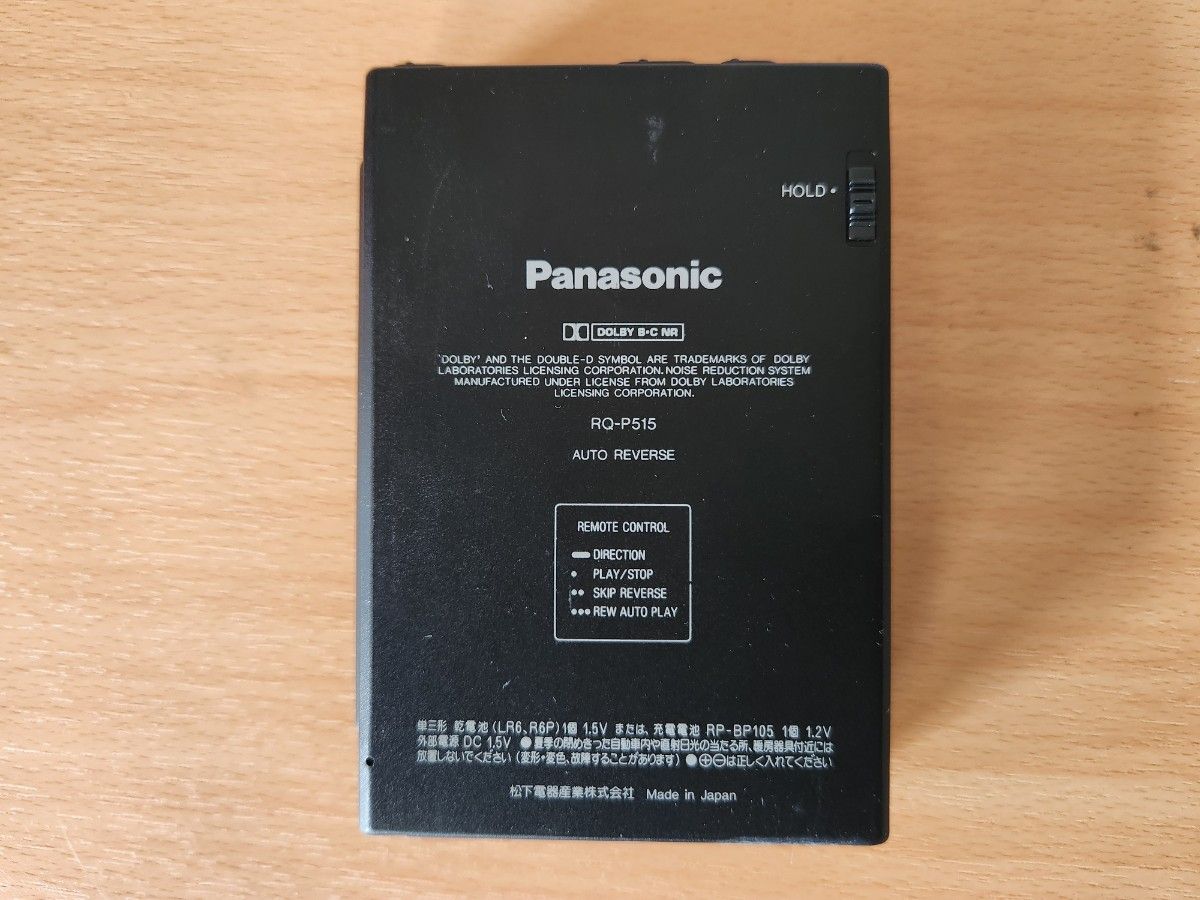 HOLD •
Panasonic
DOLBY B•C NR
'DOLBY' AND THE DOUBLE-D SYMBOL ARE TRADEMARKS OF DOLBY
LABORATORIES LICENSING CORPORATION. NOISE REDUCTION SYSTEM
MANUFACTURED UNDER LICENSE FROM DOLBY LABORATORIES
LICENSING CORPORATION.
RQ-P515
AUTO REVERSE
REMOTE CONTROL
▬ DIRECTION
• PLAY/STOP
•• SKIP REVERSE
••• REW AUTO PLAY
単三形 乾電池(LR6、R6P)1個 1.5V または、充電電池 RP-BP105 1個 1.2V
外部電源 DC 1.5V ●夏季の閉めきった自動車内や直射日光の当たる所、暖房器具付近には
放置しないでください(変形・変色、故障することがあります) ●⊕⊖は正しく入れてください
松下電器産業株式会社 Made in Japan